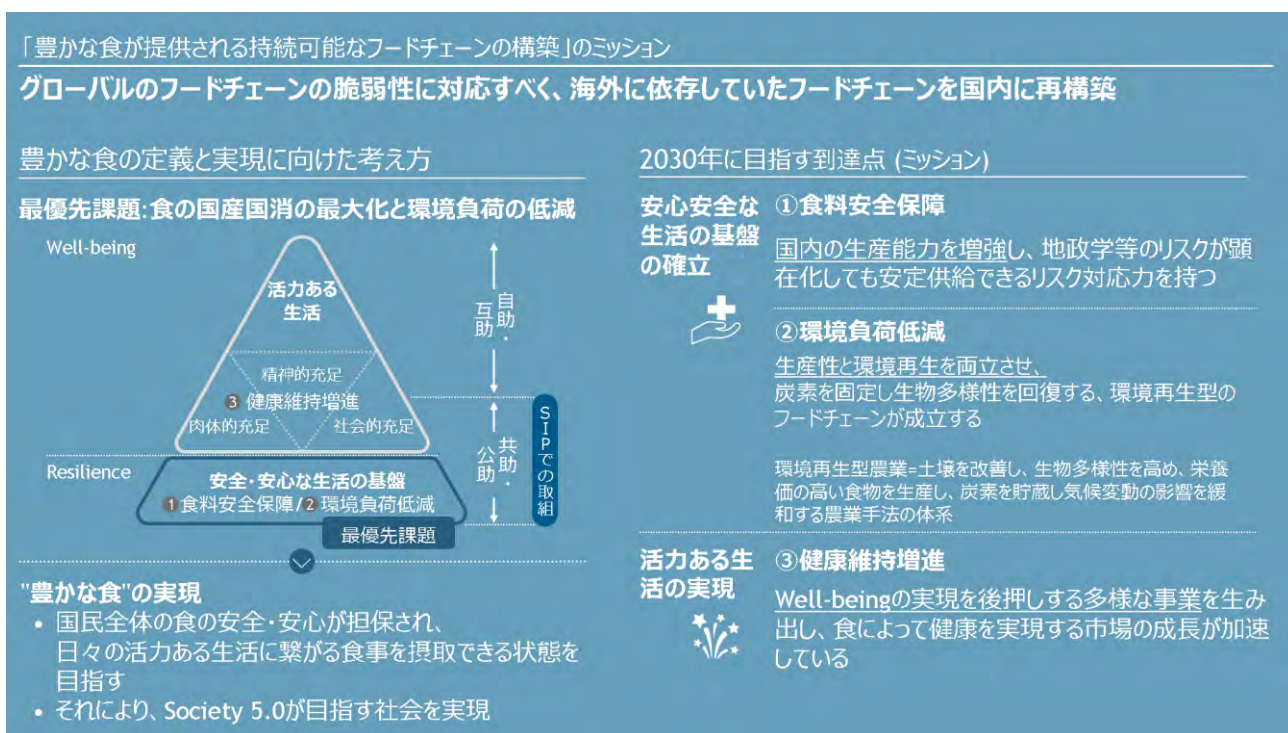 「豊かな食が提供される持続可能なフードチェーンの構築」のミッション
グローバルのフードチェーンの脆弱性に対応すべく、海外に依存していたフードチェーンを国内に再構築
豊かな食の定義と実現に向けた考え方
最優先課題:食の国産国消の最大化と環境負荷の低減
Well-being
活力ある
生活
自助・
互助
精神的充足
❸ 健康維持増進
肉体的充足
社会的充足
共助・
公助
SIPでの取組
Resilience
安全・安心な生活の基盤
❶食料安全保障/❷環境負荷低減
最優先課題
"豊かな食"の実現
• 国民全体の食の安全・安心が担保され、
日々の活力ある生活に繋がる食事を摂取できる状態を
目指す
• それにより、Society 5.0が目指す社会を実現
2030年に目指す到達点 (ミッション)
安心安全な
生活の基盤
の確立
①食料安全保障
国内の生産能力を増強し、地政学等のリスクが顕
在化しても安定供給できるリスク対応力を持つ
②環境負荷低減
生産性と環境再生を両立させ、
炭素を固定し生物多様性を回復する、環境再生型の
フードチェーンが成立する
環境再生型農業=土壌を改善し、生物多様性を高め、栄養
価の高い食物を生産し、炭素を貯蔵し気候変動の影響を緩
和する農業手法の体系
活力ある生
活の実現
③健康維持増進
Well-beingの実現を後押しする多様な事業を生み
出し、食によって健康を実現する市場の成長が加速
している